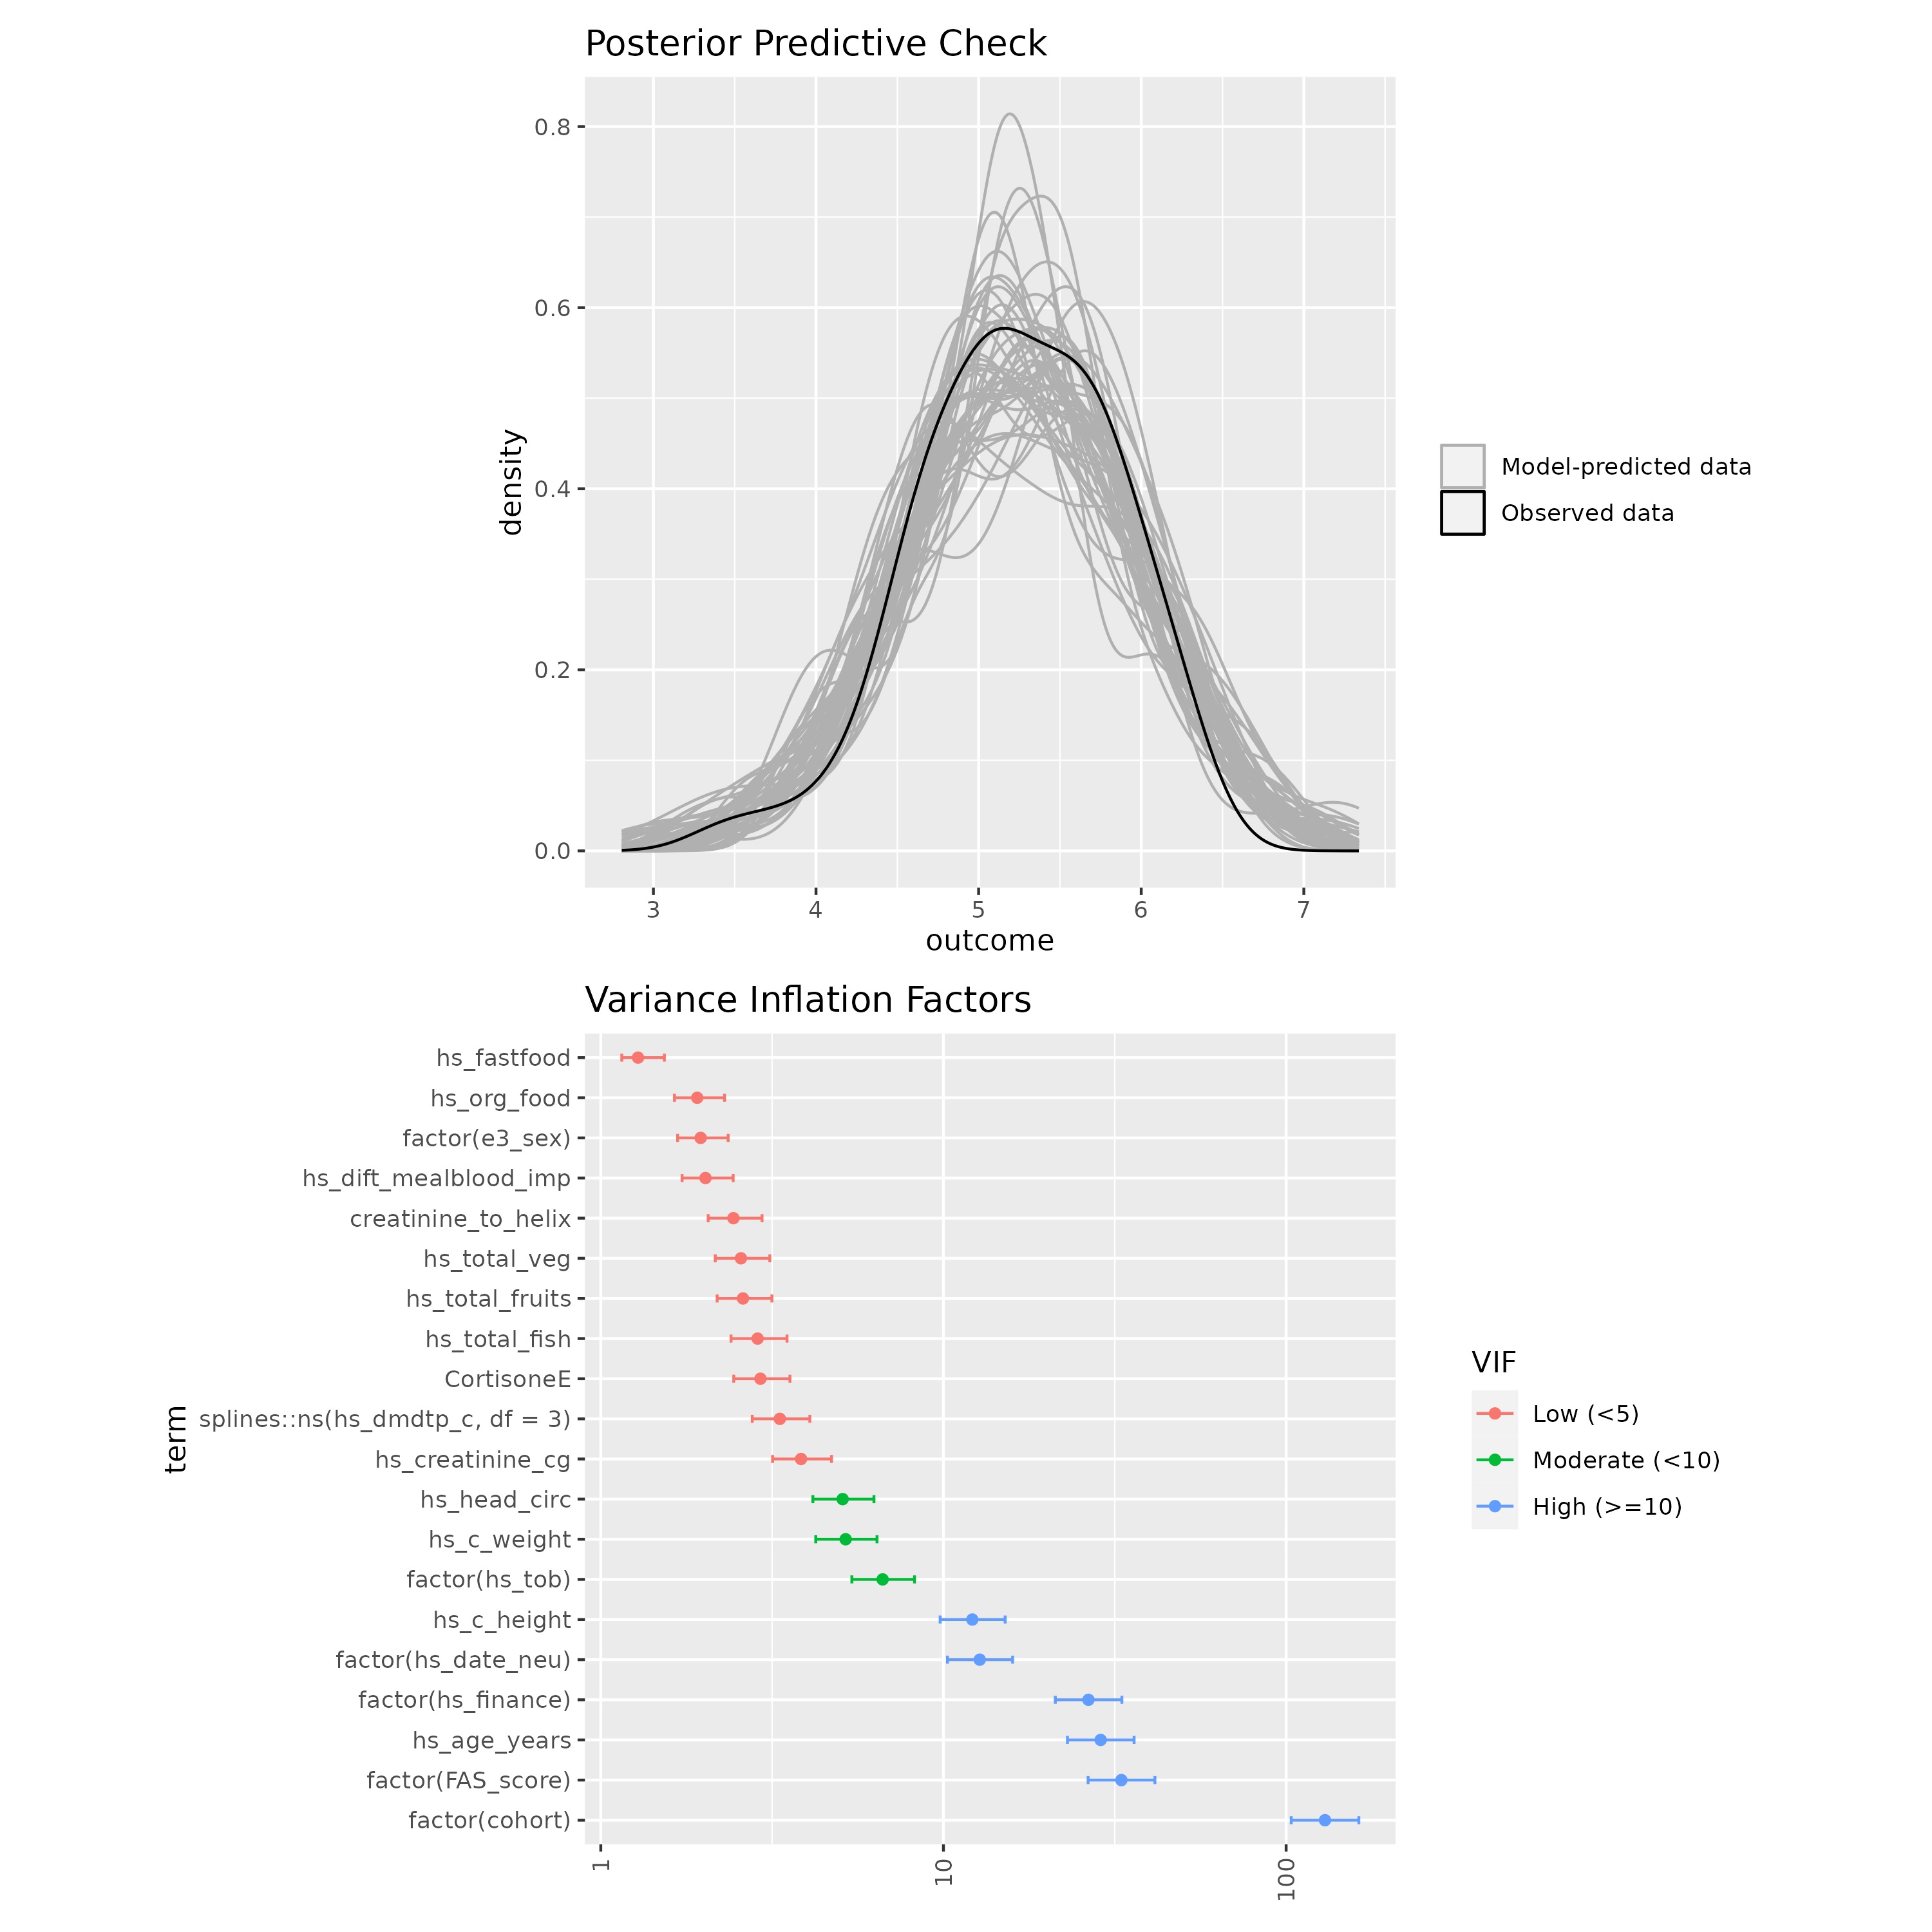 Posterior Predictive Check
0.8
0.6
0.4
0.2
0.0
density
3 4 5 6 7
outcome
Model-predicted data
Observed data
Variance Inflation Factors
hs_fastfood
hs_org_food
factor(e3_sex)
hs_dift_mealblood_imp
creatinine_to_helix
hs_total_veg
hs_total_fruits
hs_total_fish
CortisoneE
splines::ns(hs_dmdtp_c, df = 3)
hs_creatinine_cg
hs_head_circ
hs_c_weight
factor(hs_tob)
hs_c_height
factor(hs_date_neu)
factor(hs_finance)
hs_age_years
factor(FAS_score)
factor(cohort)
term
1 10 100
VIF
Low (<5)
Moderate (<10)
High (>=10)